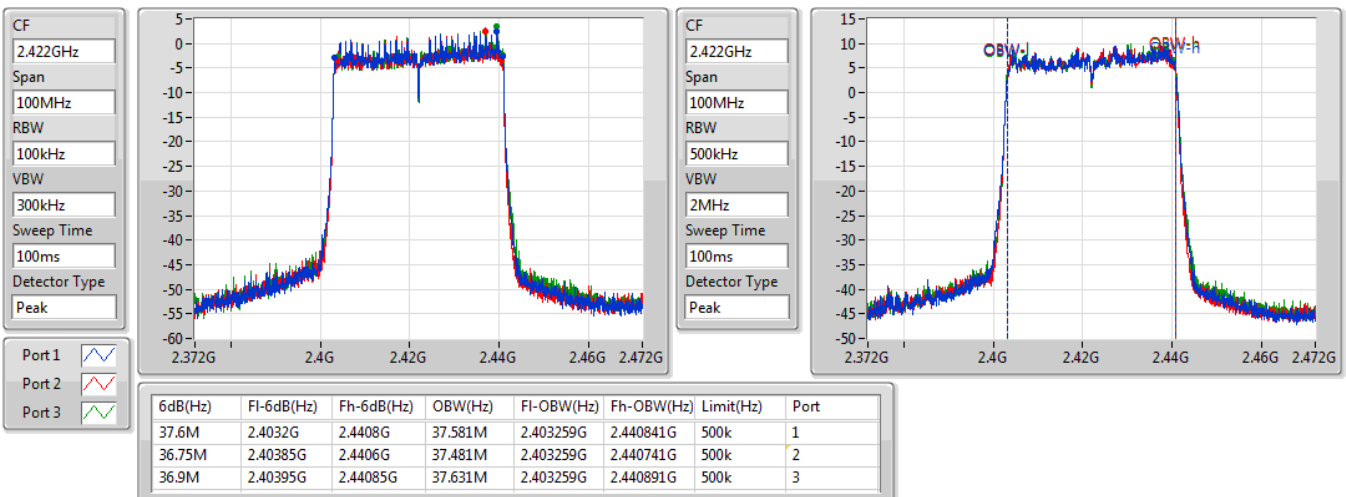 CF
2.422GHz
Span
100MHz
RBW
100kHz
VBW
300kHz
Sweep Time
100ms
Detector Type
Peak
5
0
-5
-10
-15
-20
-25
-30
-35
-40
-45
-50
-55
-60
2.372G 2.4G 2.42G 2.44G 2.46G 2.472G
CF
2.422GHz
Span
100MHz
RBW
500kHz
VBW
2MHz
Sweep Time
100ms
Detector Type
Peak
15
10
5
0
-5
-10
-15
-20
-25
-30
-35
-40
-45
-50
OBW-l OBW-h
2.372G 2.4G 2.42G 2.44G 2.46G 2.472G
Port 1
Port 2
Port 3
6dB(Hz) Fl-6dB(Hz) Fh-6dB(Hz) OBW(Hz) Fl-OBW(Hz) Fh-OBW(Hz) Limit(Hz) Port
37.6M 2.4032G 2.4408G 37.581M 2.403259G 2.440841G 500k 1
36.75M 2.40385G 2.4406G 37.481M 2.403259G 2.440741G 500k 2
36.9M 2.40395G 2.44085G 37.631M 2.403259G 2.440891G 500k 3